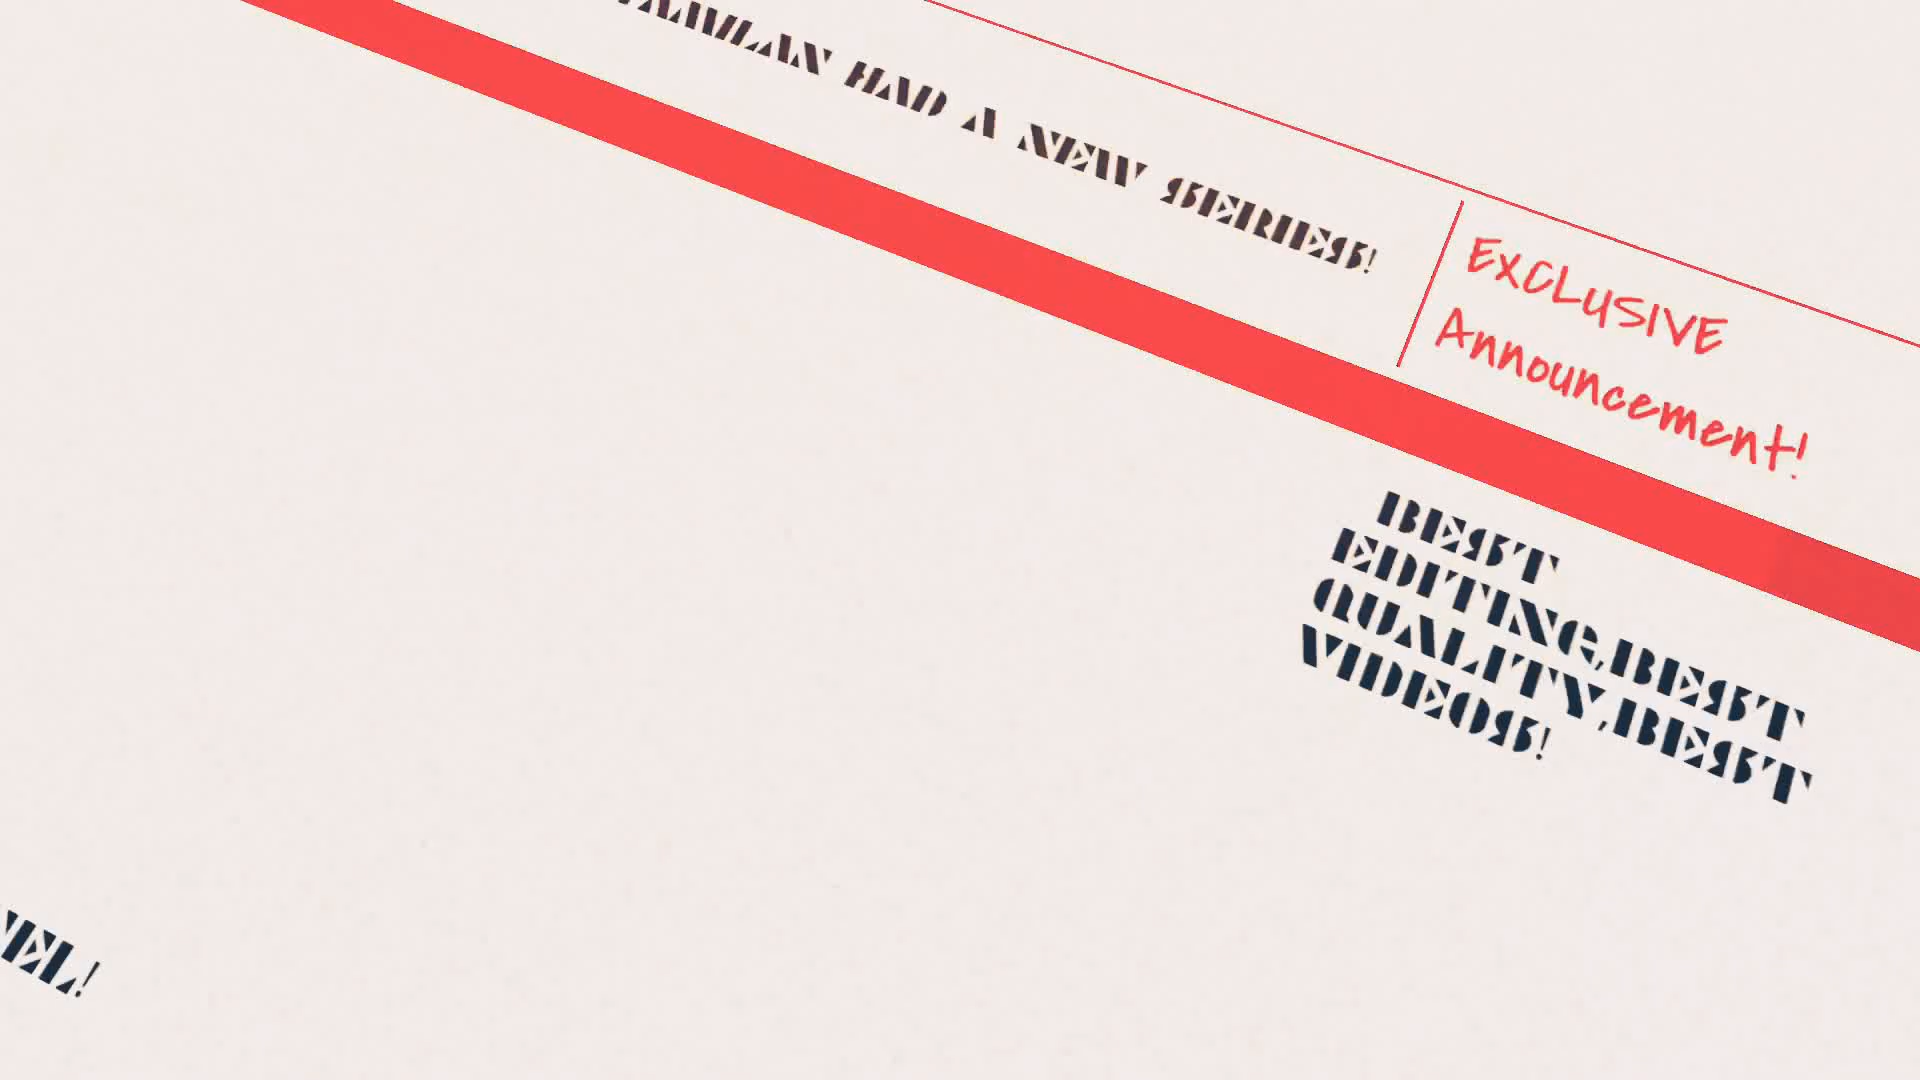 HAD A NEW SERIES!
EXCLUSIVE
Announcement!
BEST
EDITING,BEST
QUALITY,BEST
VIDEOS!